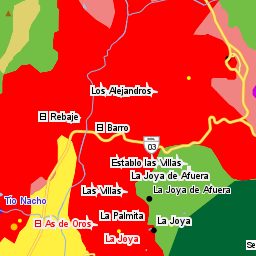 Los Alejandros
El Rebaje
El Barro
03
Establo las Villas
La Joya de Afuera
La Joya de Afuera
Las Villas
Tío Nacho
La Palmita
El As de Oros
La Joya
La Joya
Se